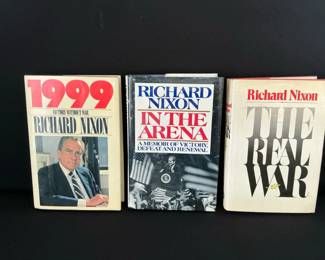 1999
VICTORY WITHOUT WAR
RICHARD NIXON
RICHARD
NIXON
IN THE
ARENA
A MEMOIR OF VICTORY,
DEFEAT AND RENEWAL
Richard Nixon
THE
REAL
WAR